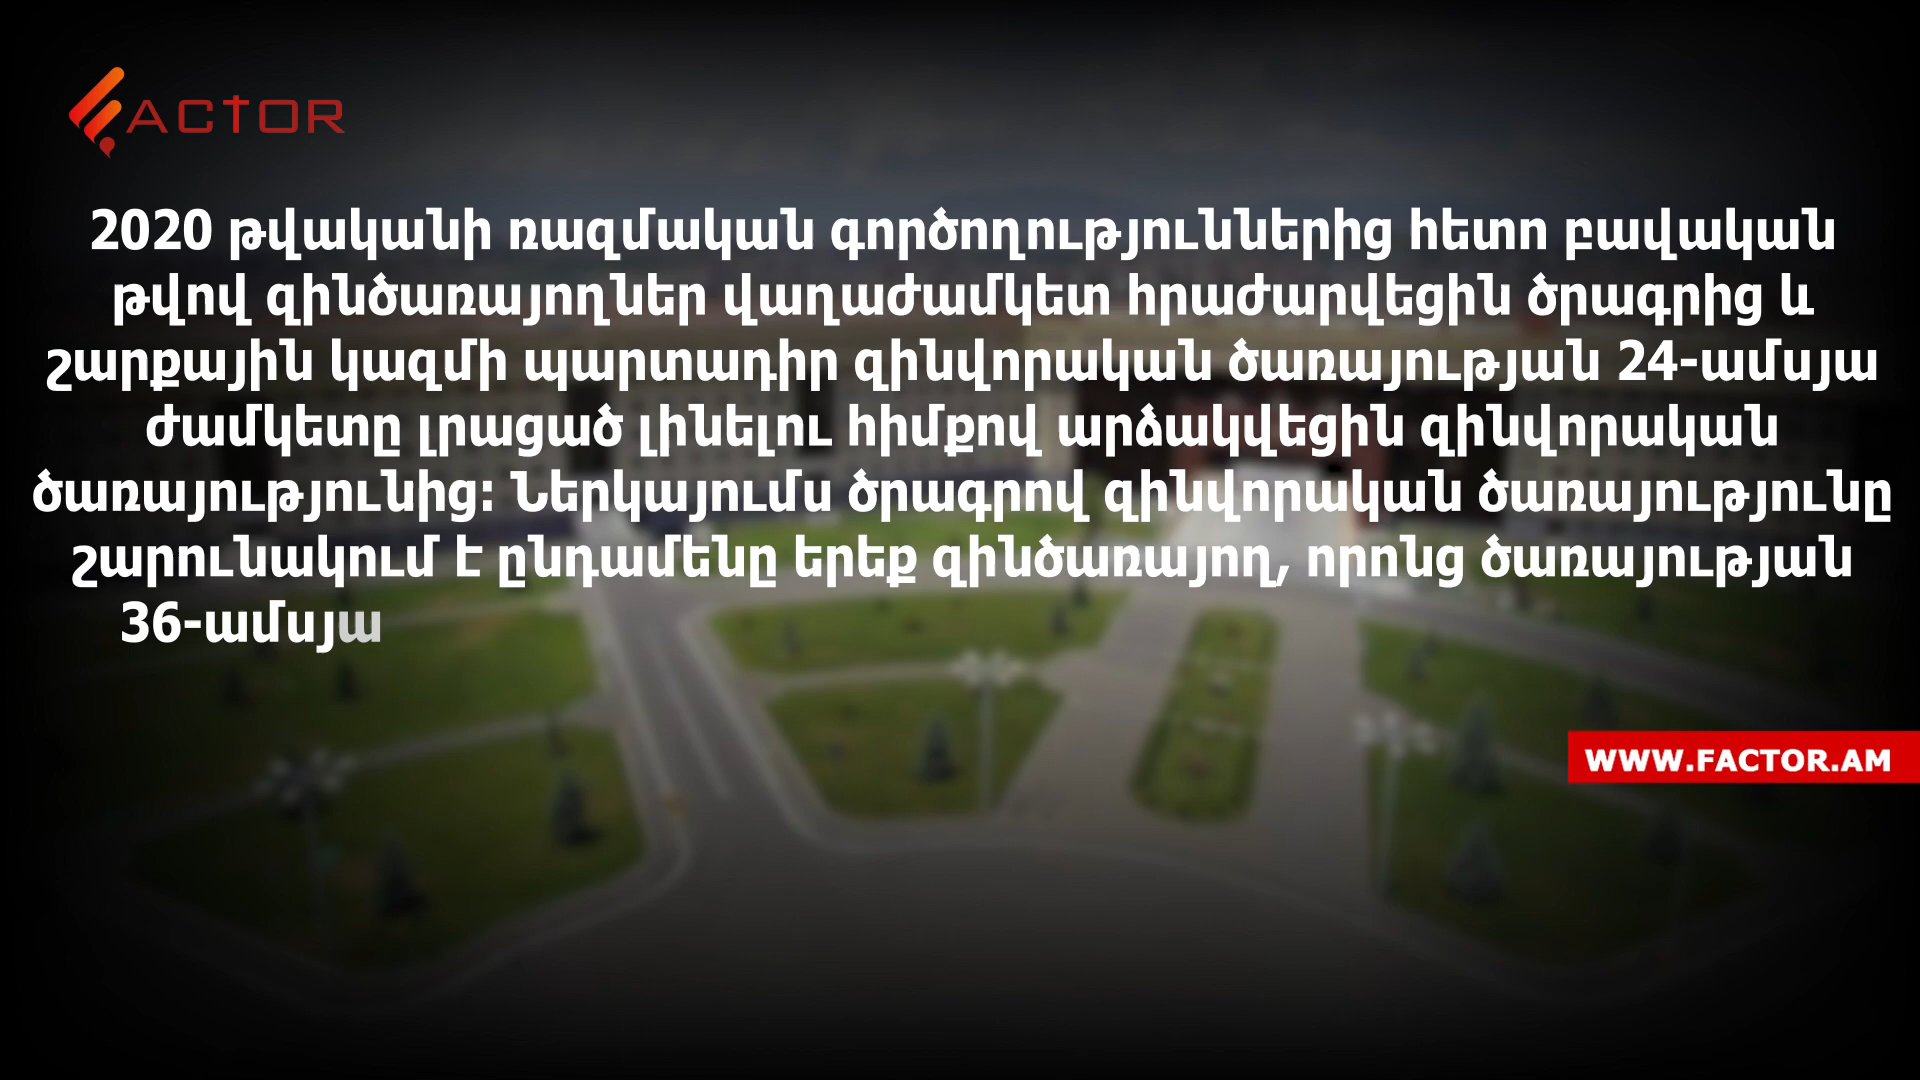 FACTOR
2020 թվականի ռազմական գործողություններից հետո բավական
թվով զինծառայողներ վաղաժամկետ հրաժարվեցին ծրագրից և
շարքային կազմի պարտադիր զինվորական ծառայության 24-ամսյա
ժամկետը լրացած լինելու հիմքով արձակվեցին զինվորական
ծառայությունից: Ներկայումս ծրագրով զինվորական ծառայությունը
շարունակում է ընդամենը երեք զինծառայող, որոնց ծառայության
36-ամսյա
WWW.FACTOR.AM